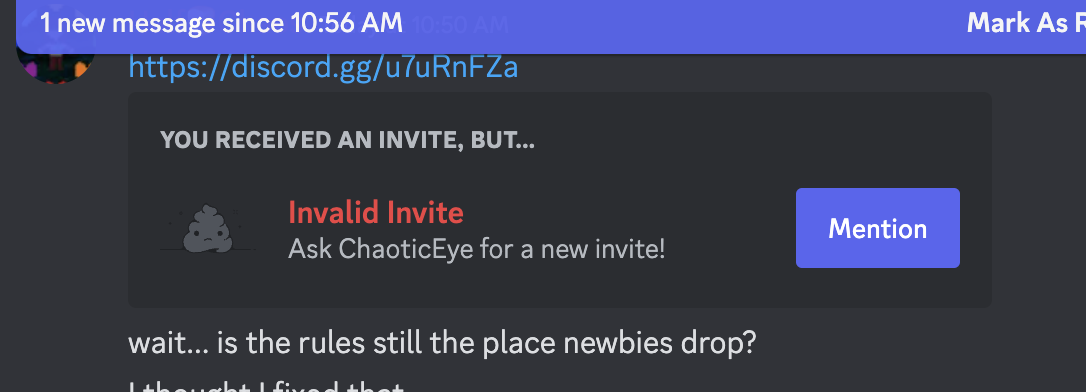 1 new message since 10:56 AM
Mark As
10:50 AM
https://discord.gg/u7uRnFZa
YOU RECEIVED AN INVITE, BUT...
Invalid Invite
Ask ChaoticEye for a new invite!
Mention
wait... is the rules still the place newbies drop?
I thought I fixed that